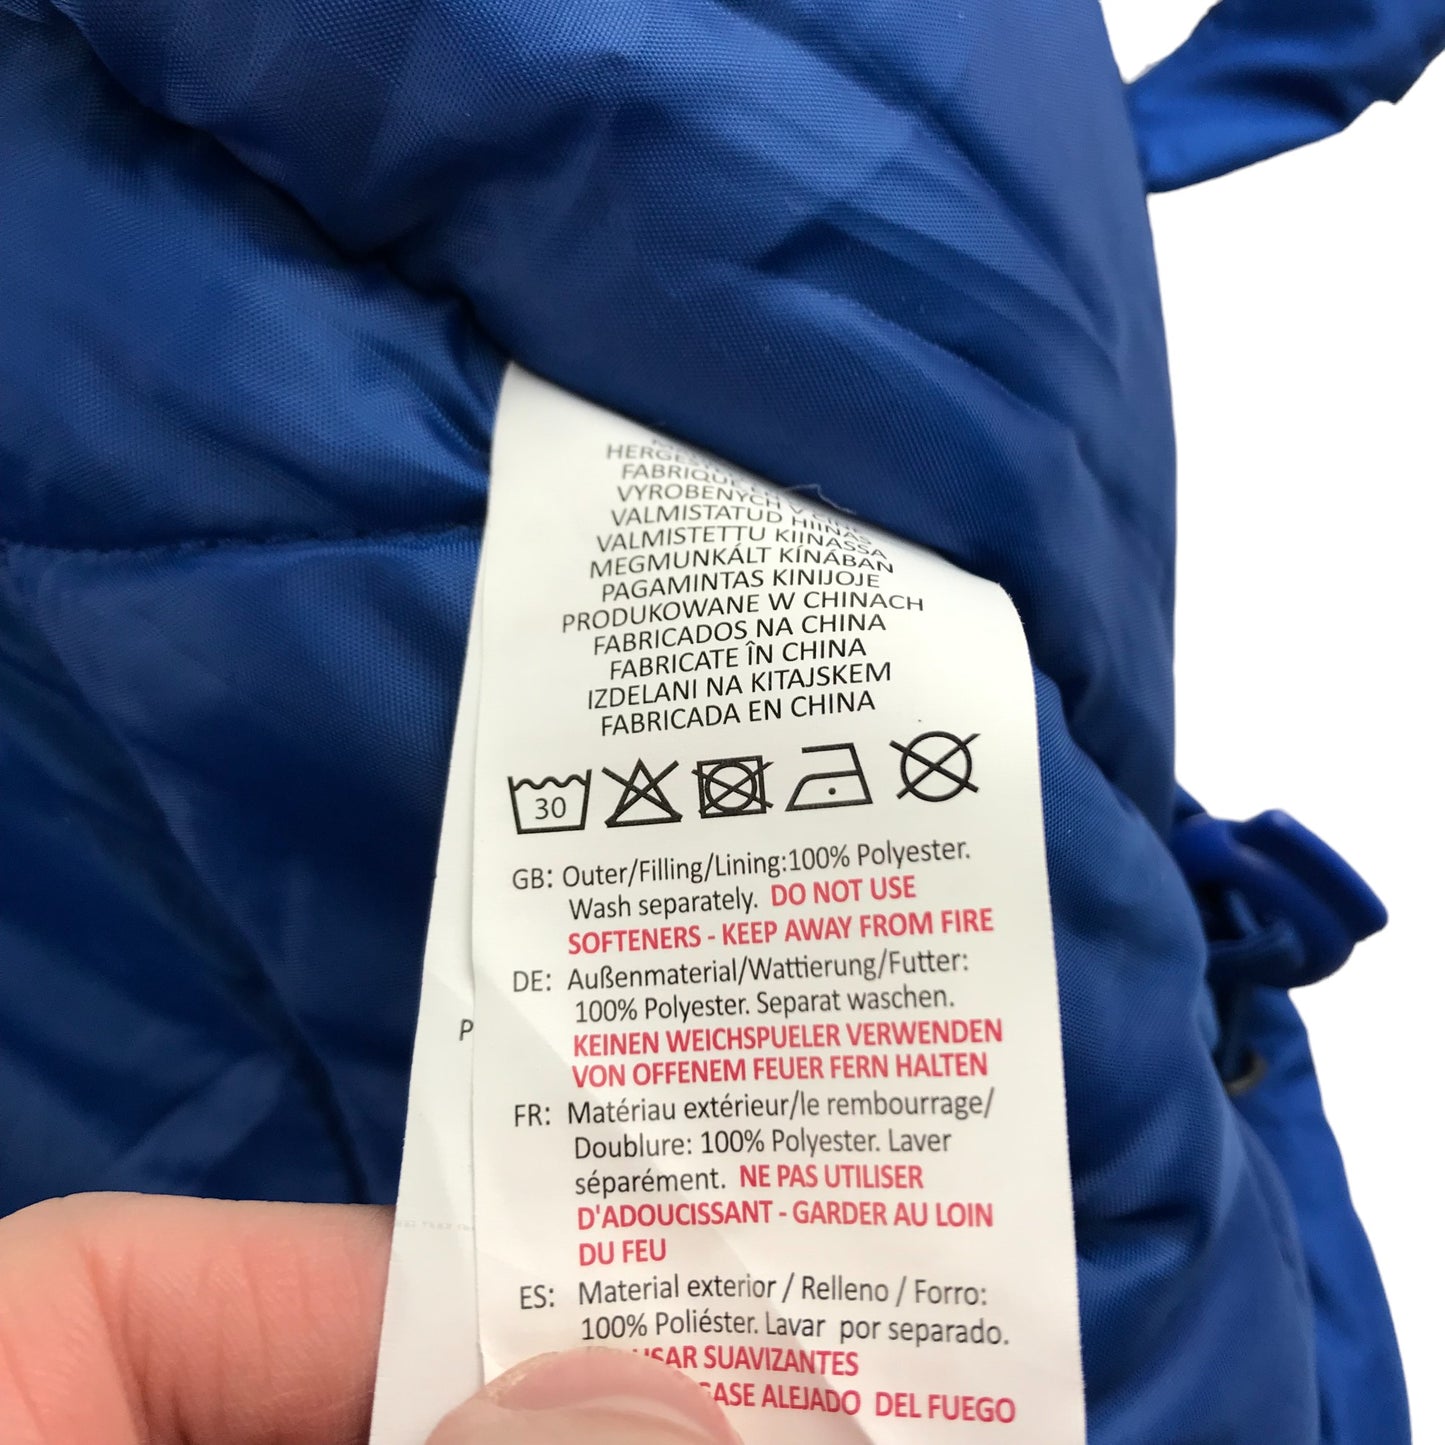 VYROBENÝCH V
VALMISTATUD HIINAS
VALMISTETTU KIINASSA
MEGMUNKÁLT KÍNÁBAN
PAGAMINTAS KINIJOJE
PRODUKOWANE W CHINACH
FABRICADOS NA CHINA
FABRICATE ÎN CHINA
IZDELANI NA KITAJSKEM
FABRICADA EN CHINA
30
GB: Outer/Filling/Lining:100% Polyester.
Wash separately. DO NOT USE
SOFTENERS - KEEP AWAY FROM FIRE
DE: Außenmaterial/Wattierung/Futter:
100% Polyester. Separat waschen.
KEINEN WEICHSPUELER VERWENDEN
VON OFFENEM FEUER FERN HALTEN
P
FR: Matériau extérieur/le rembourrage/
Doublure: 100% Polyester. Laver
séparément. NE PAS UTILISER
D'ADOUCISSANT - GARDER AU LOIN
DU FEU
ES: Material exterior / Relleno / Forro:
100% Poliéster. Lavar por separado.
SUAVIZANTES
ALEJADO DEL FUEGO